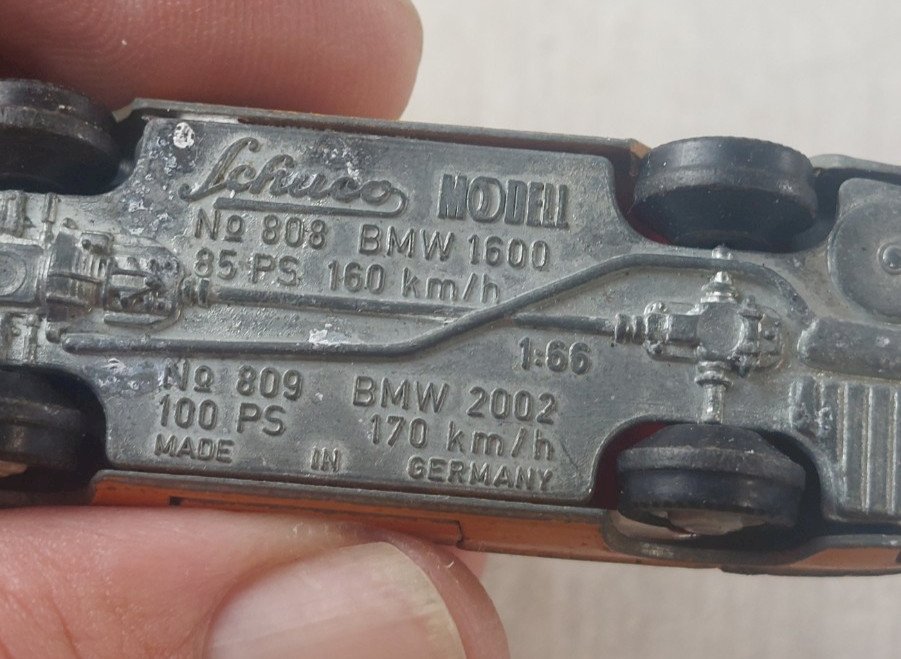 Schuco MODELL
No 808 BMW 1600
85 PS 160 km/h
1:66
No 809 BMW 2002
100 PS 170 km/h
MADE IN GERMANY